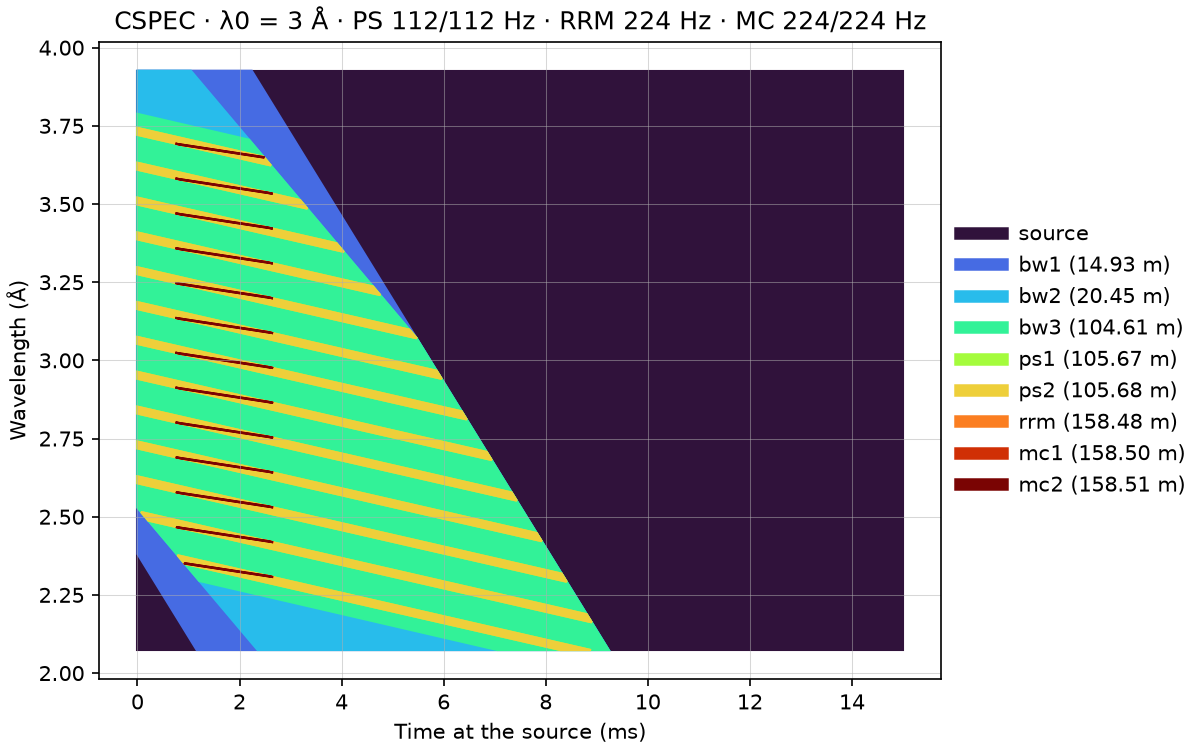 CSPEC · λ0 = 3 Å · PS 112/112 Hz · RRM 224 Hz · MC 224/224 Hz
4.00
3.75
3.50
3.25
3.00
2.75
2.50
2.25
2.00
Wavelength (Å)
0 2 4 6 8 10 12 14
Time at the source (ms)
source
bw1 (14.93 m)
bw2 (20.45 m)
bw3 (104.61 m)
ps1 (105.67 m)
ps2 (105.68 m)
rrm (158.48 m)
mc1 (158.50 m)
mc2 (158.51 m)